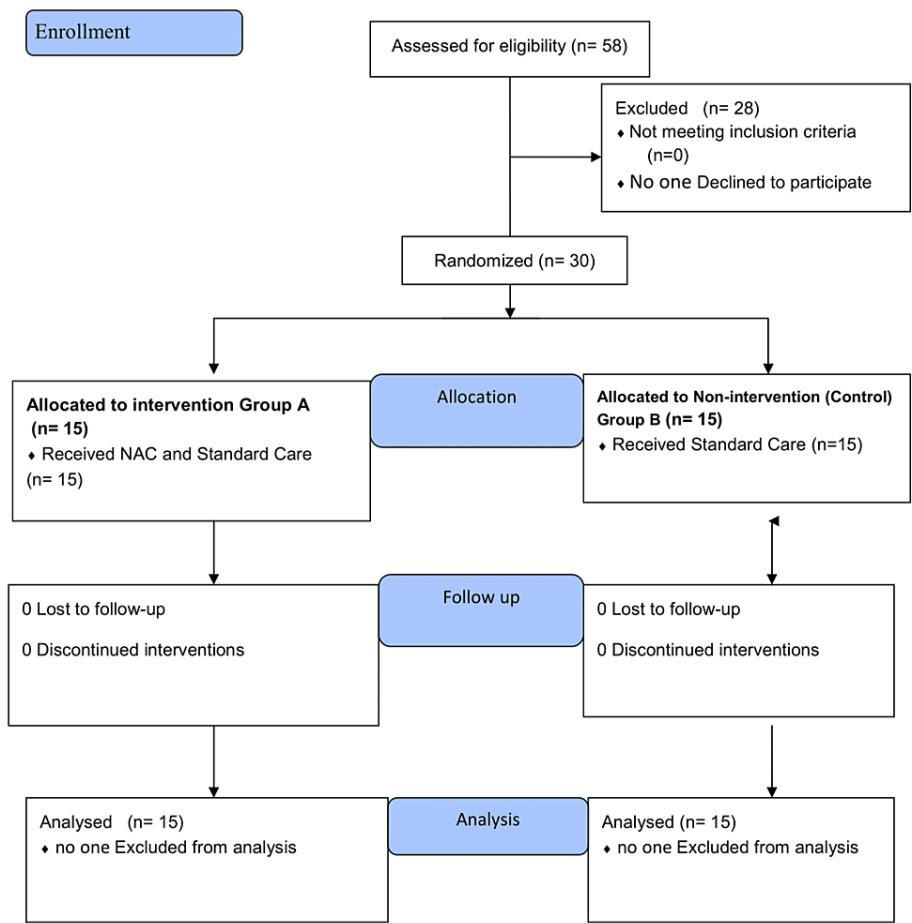 Enrollment
Assessed for eligibility (n= 58)
Excluded (n= 28)
♦ Not meeting inclusion criteria
(n=0)
♦ No one Declined to participate
Randomized (n= 30)
Allocation
Allocated to intervention Group A
(n= 15)
♦ Received NAC and Standard Care
(n= 15)
Allocated to Non-intervention (Control)
Group B (n= 15)
♦ Received Standard Care (n=15)
Follow up
0 Lost to follow-up
0 Discontinued interventions
0 Lost to follow-up
0 Discontinued interventions
Analysis
Analysed (n= 15)
♦ no one Excluded from analysis
Analysed (n= 15)
♦ no one Excluded from analysis